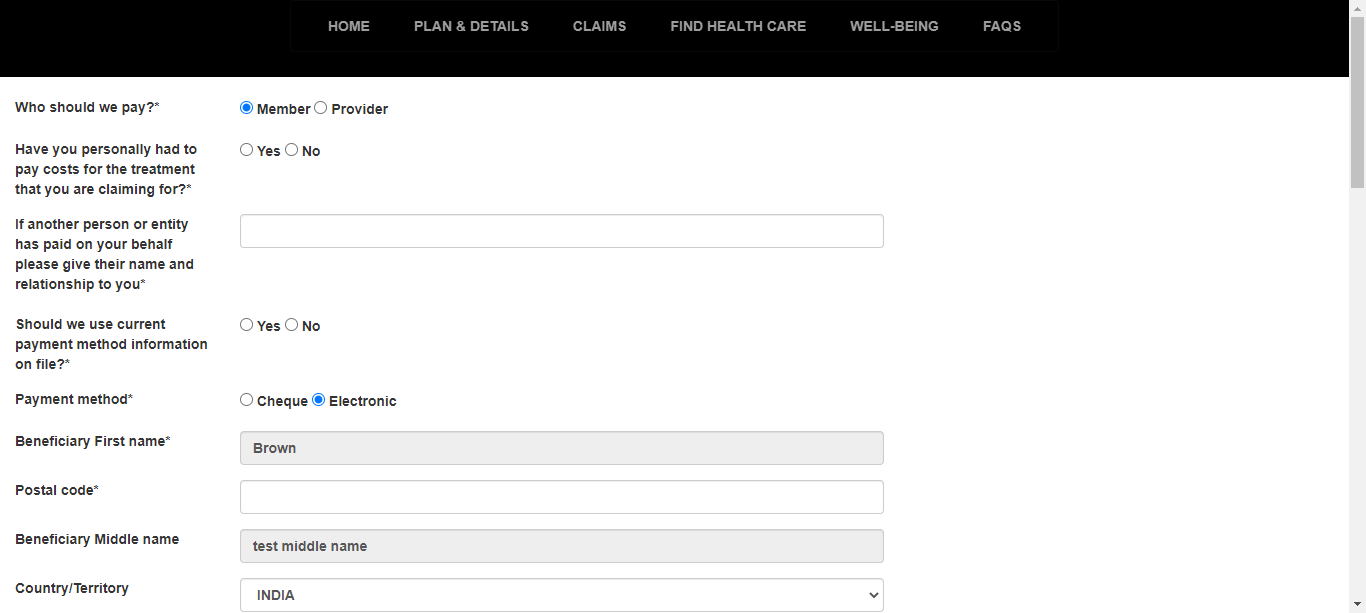 HOME PLAN & DETAILS CLAIMS FIND HEALTH CARE WELL-BEING FAQS
Who should we pay?* Member Provider
Have you personally had to
pay costs for the treatment
that you are claiming for?*
Yes No
If another person or entity
has paid on your behalf
please give their name and
relationship to you*
Should we use current
payment method information
on file?*
Yes No
Payment method* Cheque Electronic
Beneficiary First name* Brown
Postal code*
Beneficiary Middle name test middle name
Country/Territory INDIA